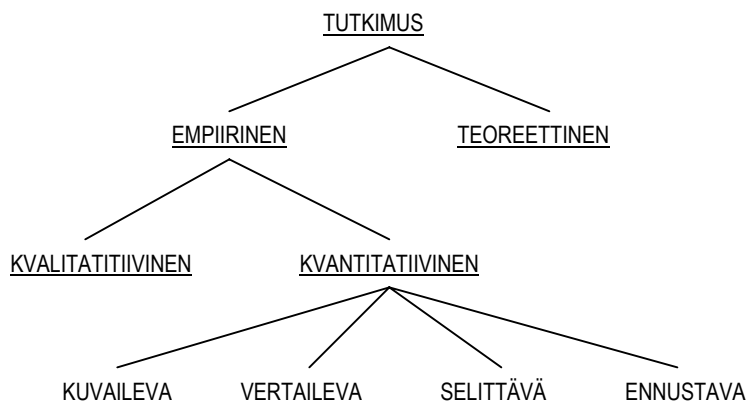 TUTKIMUS
EMPIIRINEN TEOREETTINEN
KVALITATITIIVINEN KVANTITATIIVINEN
KUVAILEVA VERTAILEVA SELITTÄVÄ ENNUSTAVA